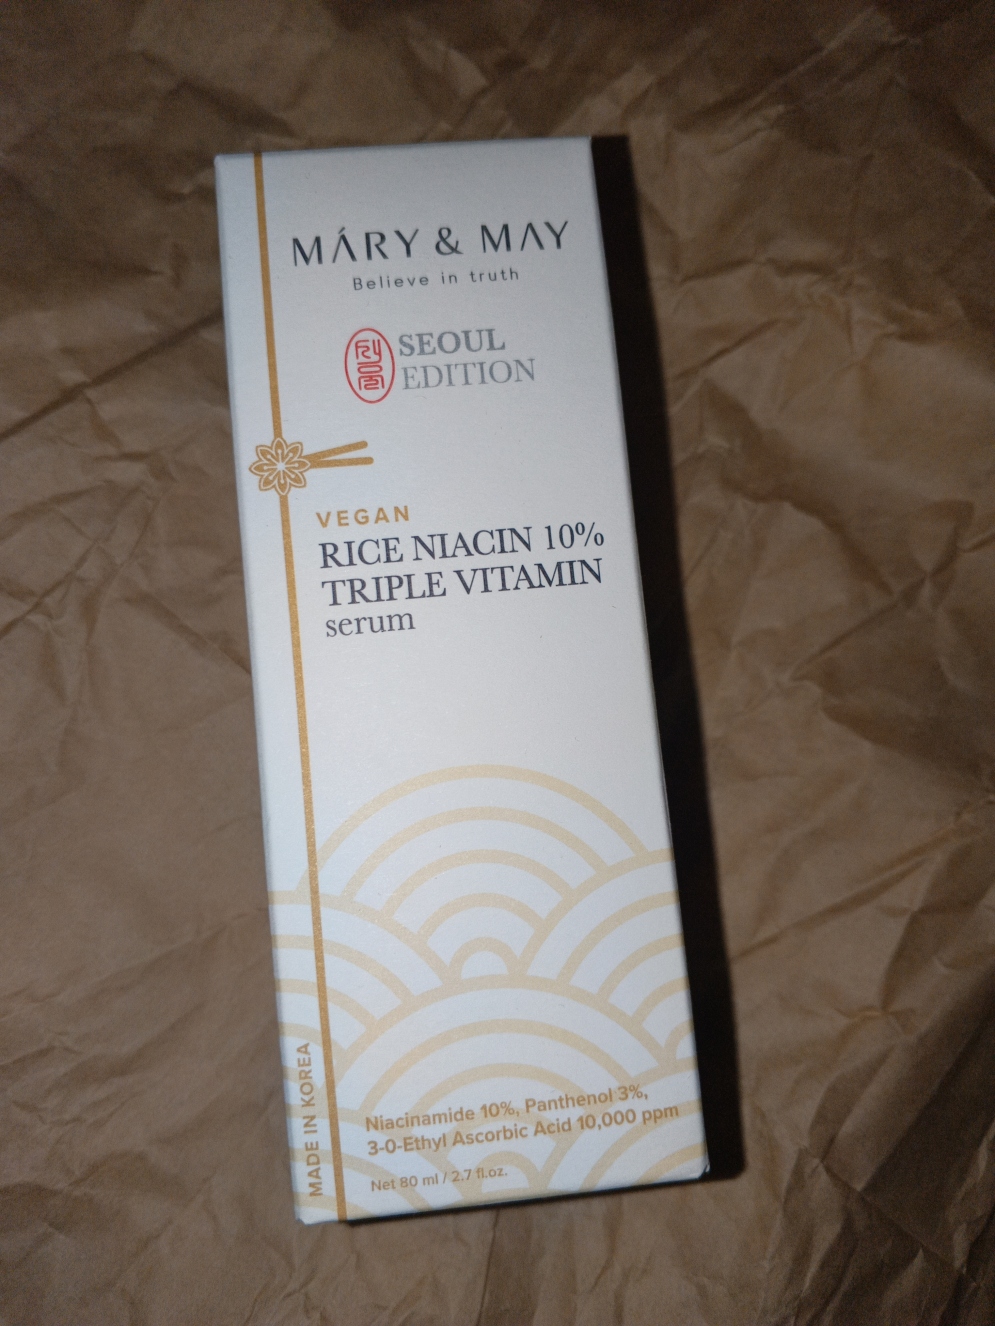 MÁRY & MAY
Believe in truth
SEOUL
EDITION
VEGAN
RICE NIACIN 10%
TRIPLE VITAMIN
serum
MADE IN KOREA
Niacinamide 10%, Panthenol 3%,
3-0-Ethyl Ascorbic Acid 10,000 ppm
Net 80 ml / 2.7 fl.oz.